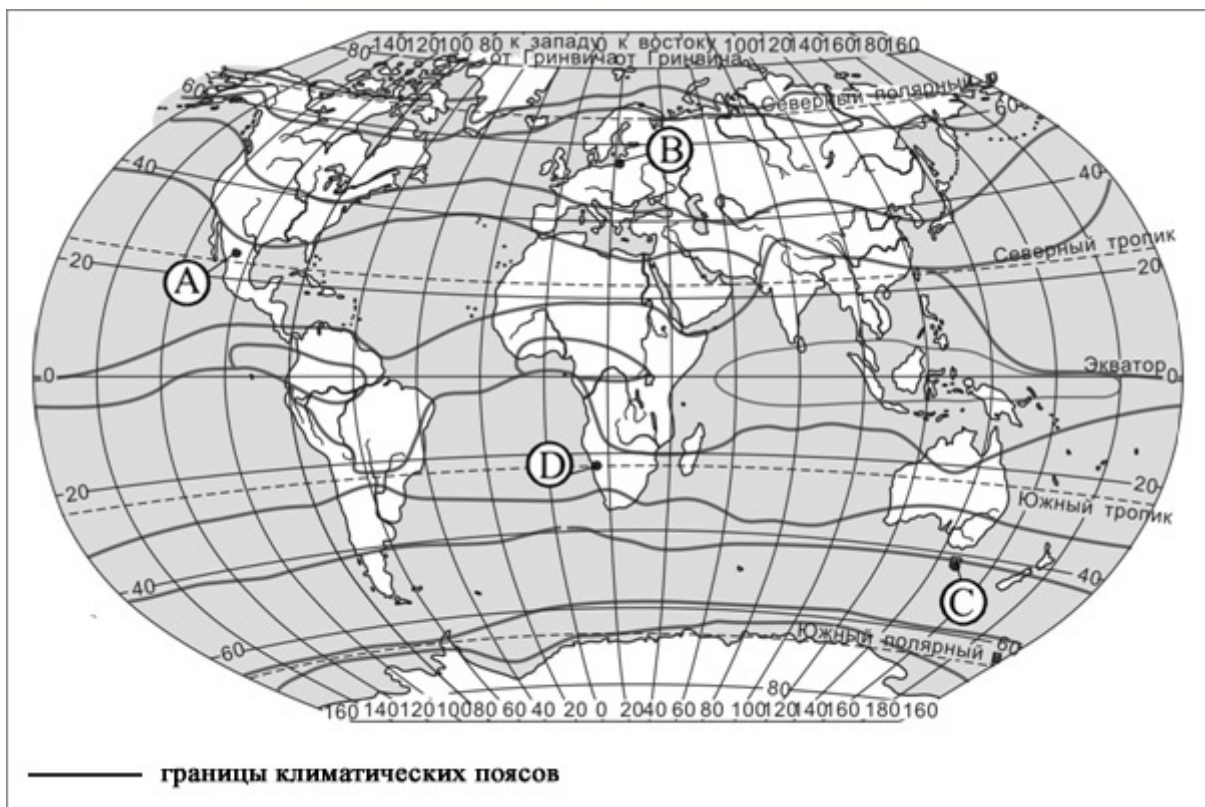 140 120 100 80 к западу 0 к востоку 100 120 140 160 180 160
80 от Гринвича от Гринвича
60 Северный полярный 60
B
40 40
Северный тропик
20 20
A
Экватор
0 0
D
20 20
Южный тропик
40 40
C
60 Южный полярный 60
80
160 140 120 100 80 60 40 20 0 20 40 60 80 100 120 140 160 180 160
границы климатических поясов